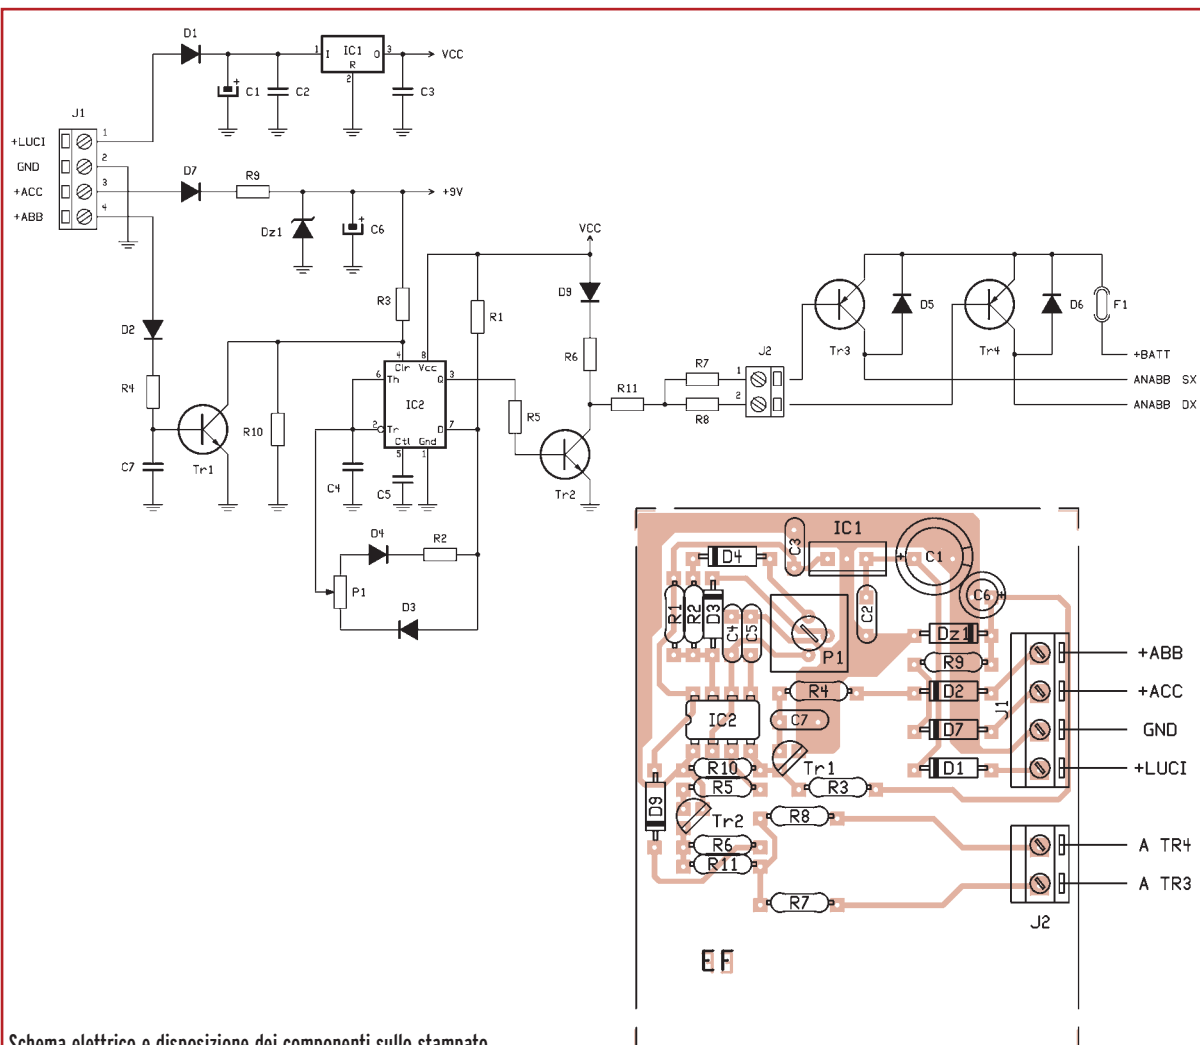 D1
1 I IC1 O 3
R
2
VCC
+
C1
C2
C3
J1
+LUCI 1
GND 2
+ACC 3
+ABB 4
D7
R9
+9V
Dz1
+
C6
VCC
R3
R1
D9
D2
R4
C7
Tr1
R10
4 8
Clr Vcc
6 Th Q 3
IC2
2 Tr D 7
Ctl Gnd
5 1
C4
C5
R5
R6
Tr2
R11
R7
R8
J2
1
2
Tr3
D5
Tr4
D6
F1
+BATT
ANABB SX
ANABB DX
D4
R2
P1
D3
IC1
C3
D4
+ C1
C6 +
R1
R2
D3
C4
C5
P1
C2
Dz1
R9
R4
D2
IC2
C7
D7
J1
R10
Tr1
D1
R5
R3
D9
Tr2
R8
R6
R11
R7
J2
+ABB
+ACC
GND
+LUCI
A TR4
A TR3
EF
Schema elettrico e disposizione dei componenti sullo stampato